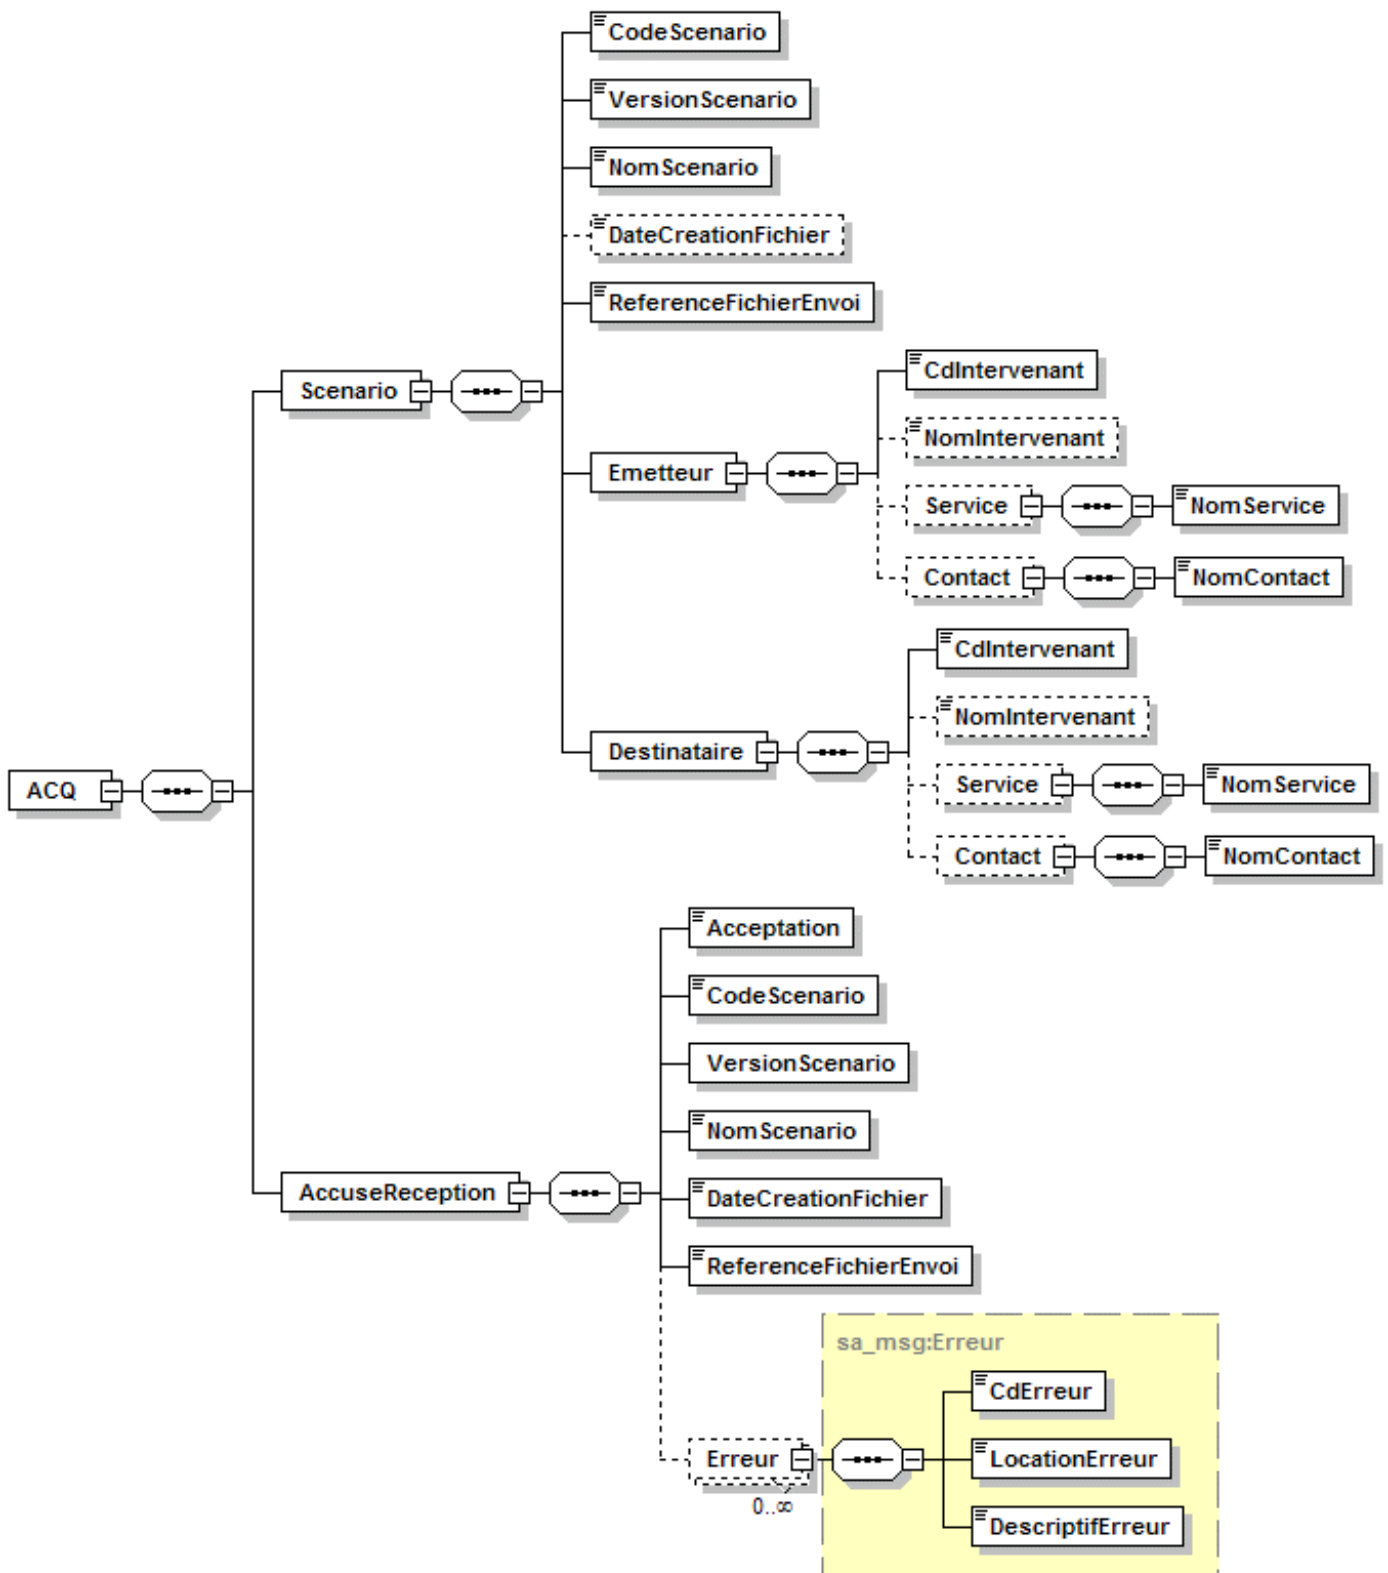 CodeScenario
VersionScenario
NomScenario
DateCreationFichier
ReferenceFichierEnvoi
Scenario
CdIntervenant
NomIntervenant
Emetteur
Service
NomService
Contact
NomContact
CdIntervenant
NomIntervenant
Destinataire
Service
NomService
Contact
NomContact
ACQ
Acceptation
CodeScenario
VersionScenario
NomScenario
AccuseReception
DateCreationFichier
ReferenceFichierEnvoi
sa_msg:Erreur
CdErreur
Erreur
LocationErreur
0..∞
DescriptifErreur